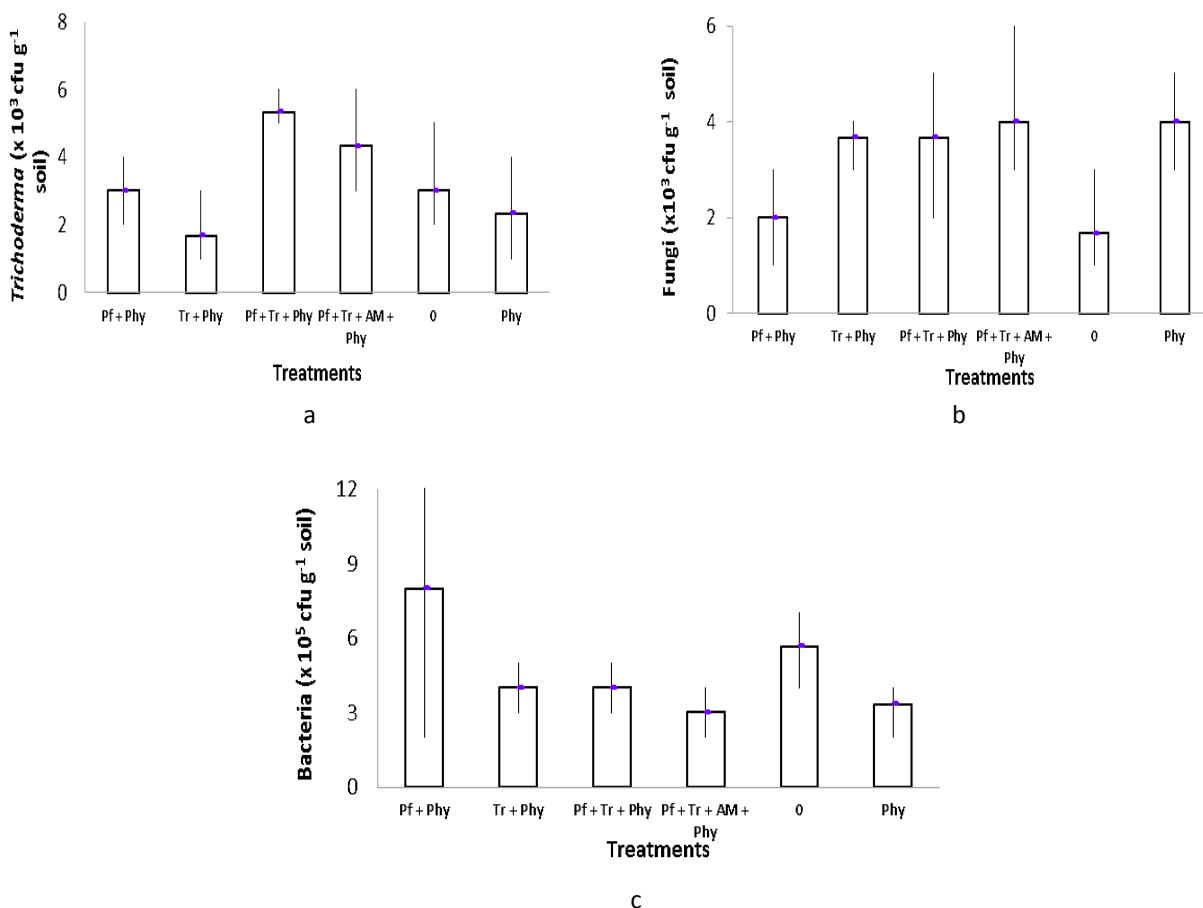 8
6
4
2
0
Trichoderma (x 10³ cfu g⁻¹
soil)
Pf + Phy
Tr + Phy
Pf + Tr + Phy
Pf + Tr + AM +
Phy
0
Phy
Treatments
a
6
4
2
0
Fungi (x10³ cfu g⁻¹ soil)
Pf + Phy
Tr + Phy
Pf + Tr + Phy
Pf + Tr + AM +
Phy
0
Phy
Treatments
b
12
9
6
3
0
Bacteria (x 10⁵ cfu g⁻¹ soil)
Pf + Phy
Tr + Phy
Pf + Tr + Phy
Pf + Tr + AM +
Phy
0
Phy
Treatments
c